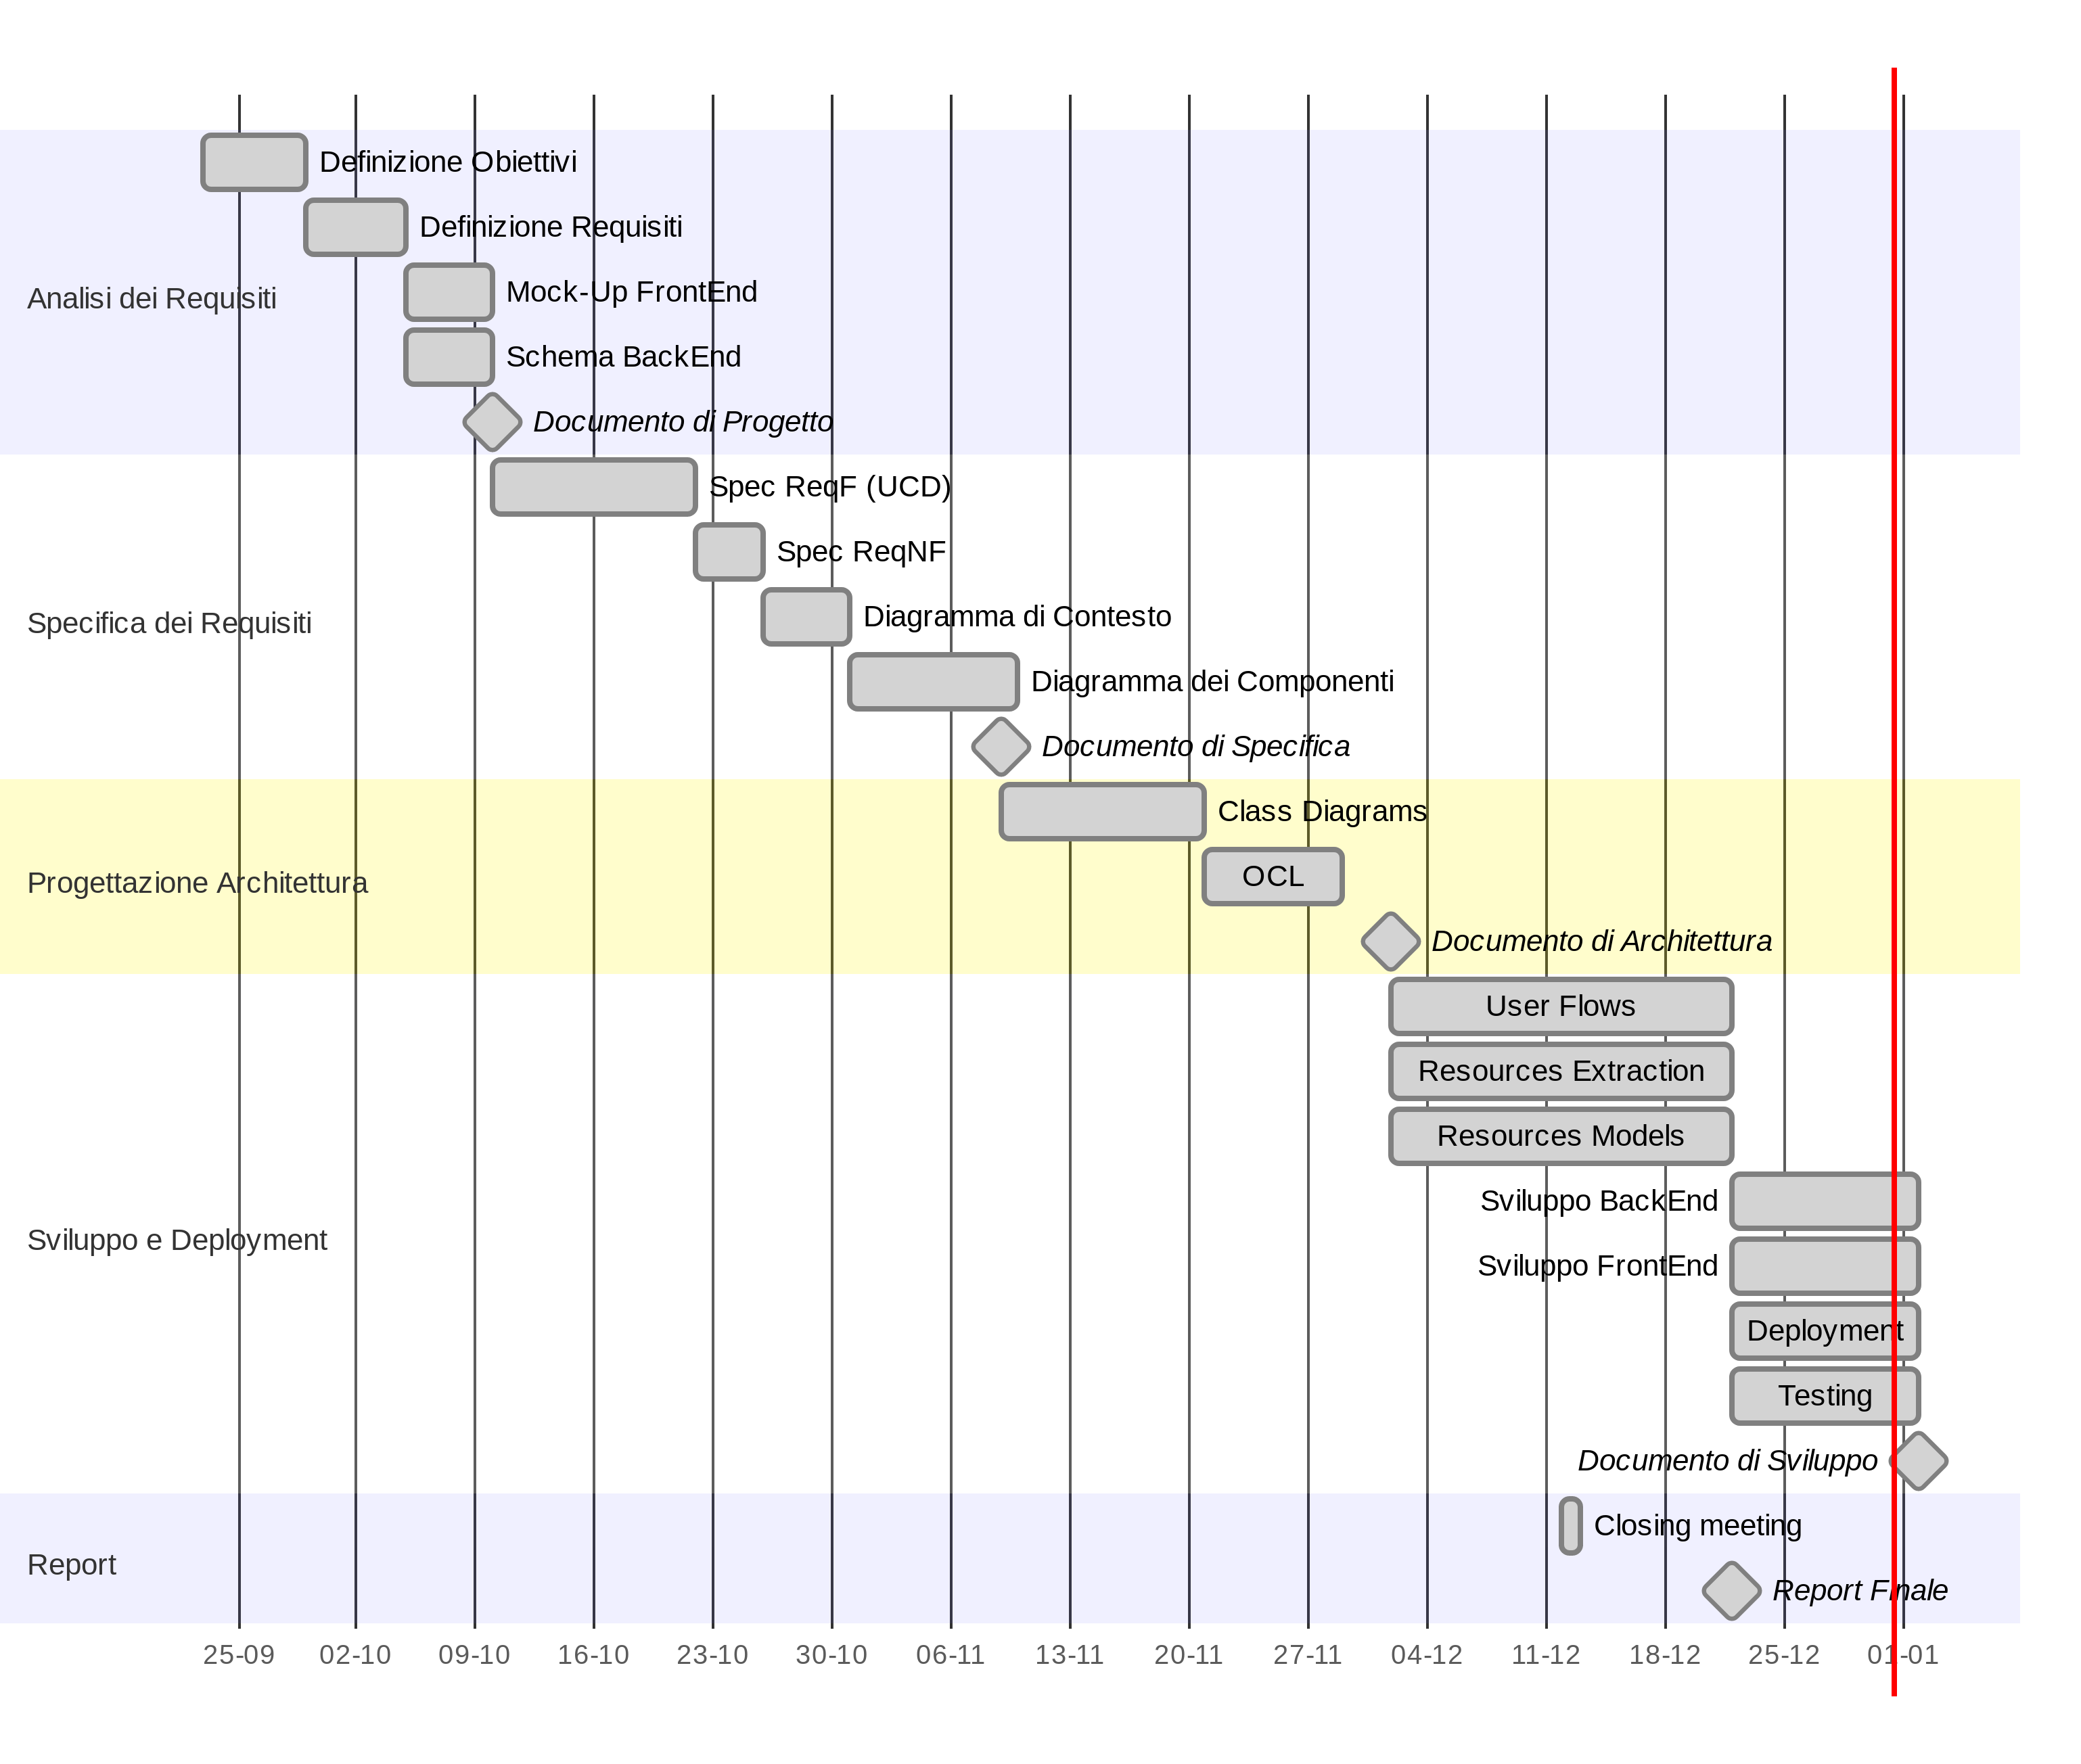 Definizione Obiettivi
Definizione Requisiti
Mock-Up FrontEnd
Analisi dei Requisiti
Schema BackEnd
Documento di Progetto
Spec ReqF (UCD)
Spec ReqNF
Diagramma di Contesto
Specifica dei Requisiti
Diagramma dei Componenti
Documento di Specifica
Class Diagrams
OCL
Progettazione Architettura
Documento di Architettura
User Flows
Resources Extraction
Resources Models
Sviluppo BackEnd
Sviluppo e Deployment
Sviluppo FrontEnd
Deployment
Testing
Documento di Sviluppo
Closing meeting
Report
Report Finale
25-09 02-10 09-10 16-10 23-10 30-10 06-11 13-11 20-11 27-11 04-12 11-12 18-12 25-12 01-01